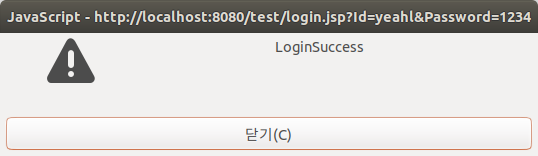 JavaScript - http://localhost:8080/test/login.jsp?Id=yeahl&Password=1234
LoginSuccess
닫기(C)